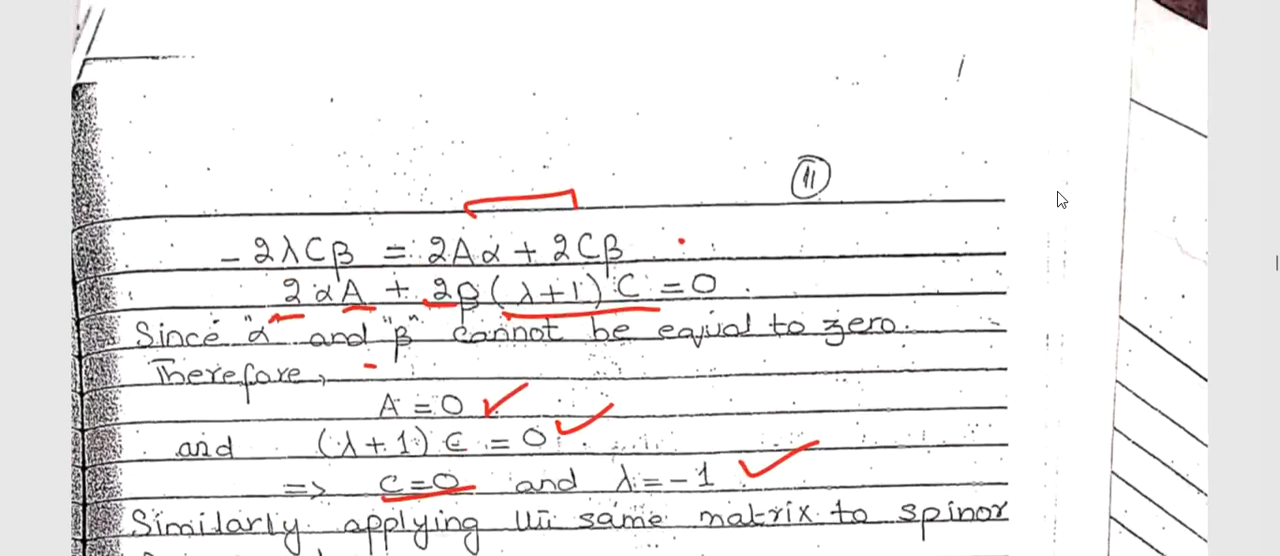 11
- 2λCβ = 2Aα + 2Cβ
2αA + 2β(λ+1)C = 0
Since "α" and "β" cannot be equal to zero.
Therefore,
A = 0
and (λ+1) C = 0
=> C=0 and λ = -1
Similarly applying the same matrix to spinor